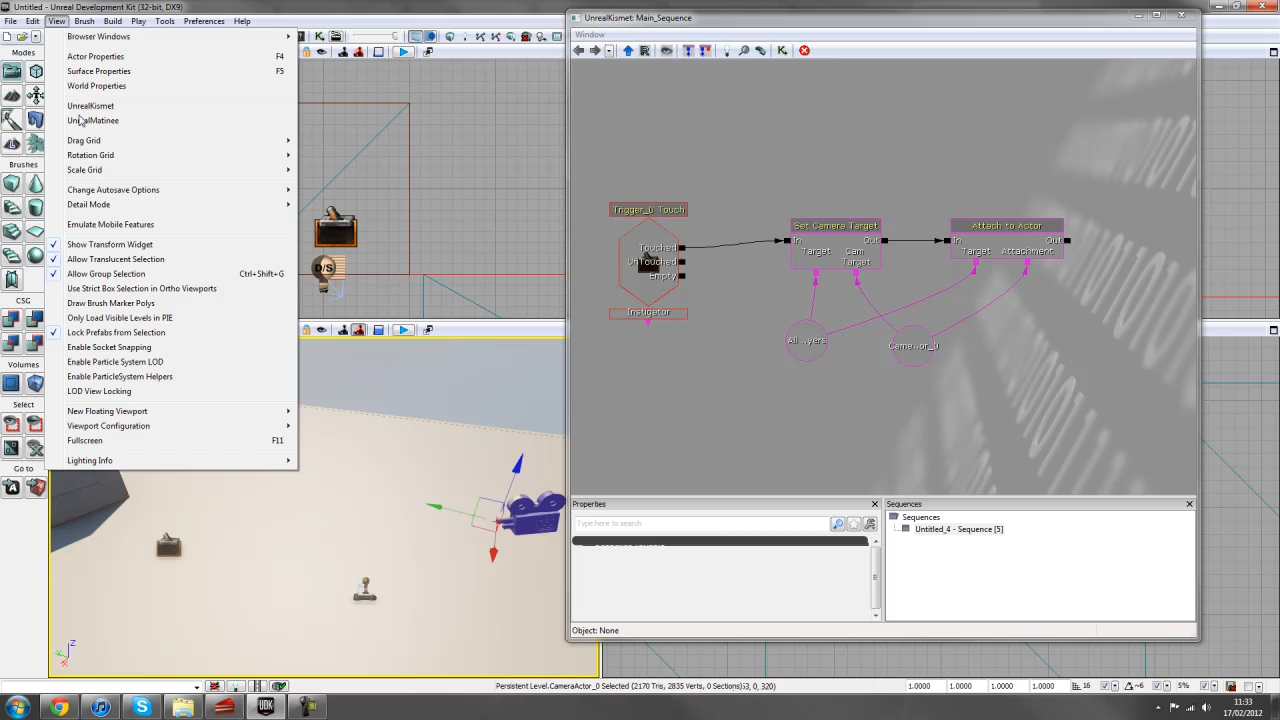 Untitled - Unreal Development Kit (32-bit, DX9)
File Edit View Brush Build Play Tools Preferences Help
Modes
Brushes
CSG
Volumes
Select
Go to
Browser Windows
Actor Properties F4
Surface Properties F5
World Properties
UnrealKismet
UnrealMatinee
Drag Grid
Rotation Grid
Scale Grid
Change Autosave Options
Detail Mode
Emulate Mobile Features
Show Transform Widget
Allow Translucent Selection
Allow Group Selection Ctrl+Shift+G
Use Strict Box Selection in Ortho Viewports
Draw Brush Marker Polys
Only Load Visible Levels in PIE
Lock Prefabs from Selection
Enable Socket Snapping
Enable Particle System LOD
Enable ParticleSystem Helpers
LOD View Locking
New Floating Viewport
Viewport Configuration
Fullscreen F11
Lighting Info
D/S
Z
UnrealKismet: Main_Sequence
Window
Trigger_0 Touch
Touched
UnTouched
Empty
Instigator
Set Camera Target
In Out
Target Cam Target
Attach to Actor
In Out
Target Attachment
All ..yers
Came..or_0
Properties
Type here to search
Sequences
Sequences
Untitled_4 - Sequence [5]
Object: None
Persistent Level.CameraActor_0 Selected (2170 Tris, 2835 Verts, 0 Sections)
1.0000 1.0000 1.0000 1.0000 16 6 5%
11:33
17/02/2012